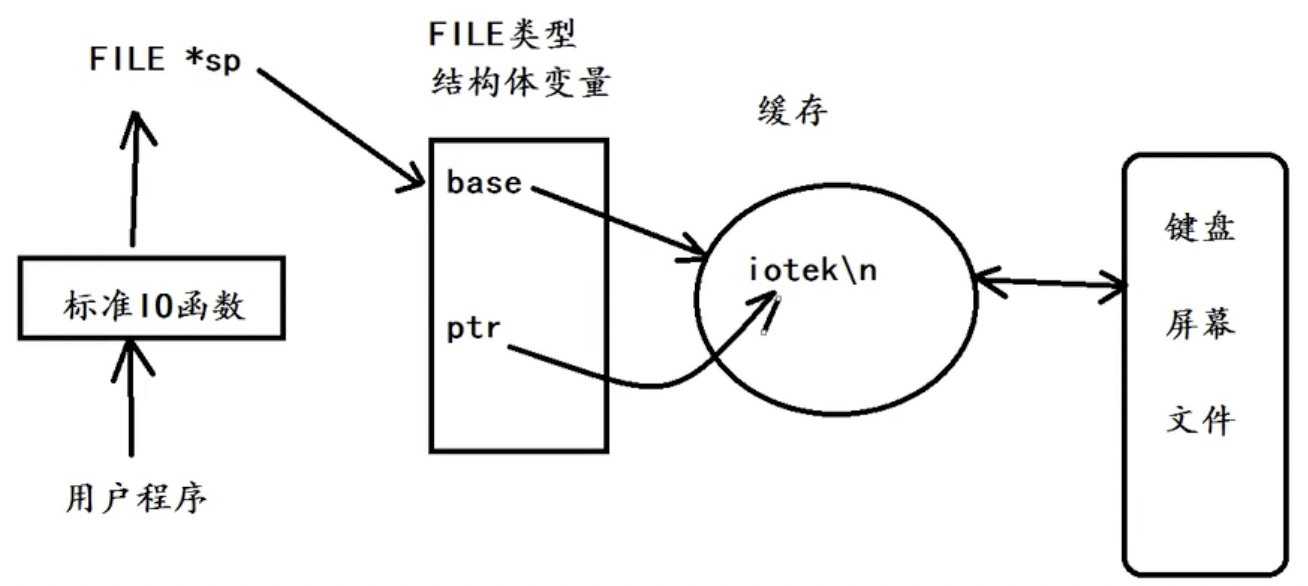 FILE *sp
FILE类型
结构体变量
缓存
base
iotek\n
ptr
标准IO函数
用户程序
键盘
屏幕
文件